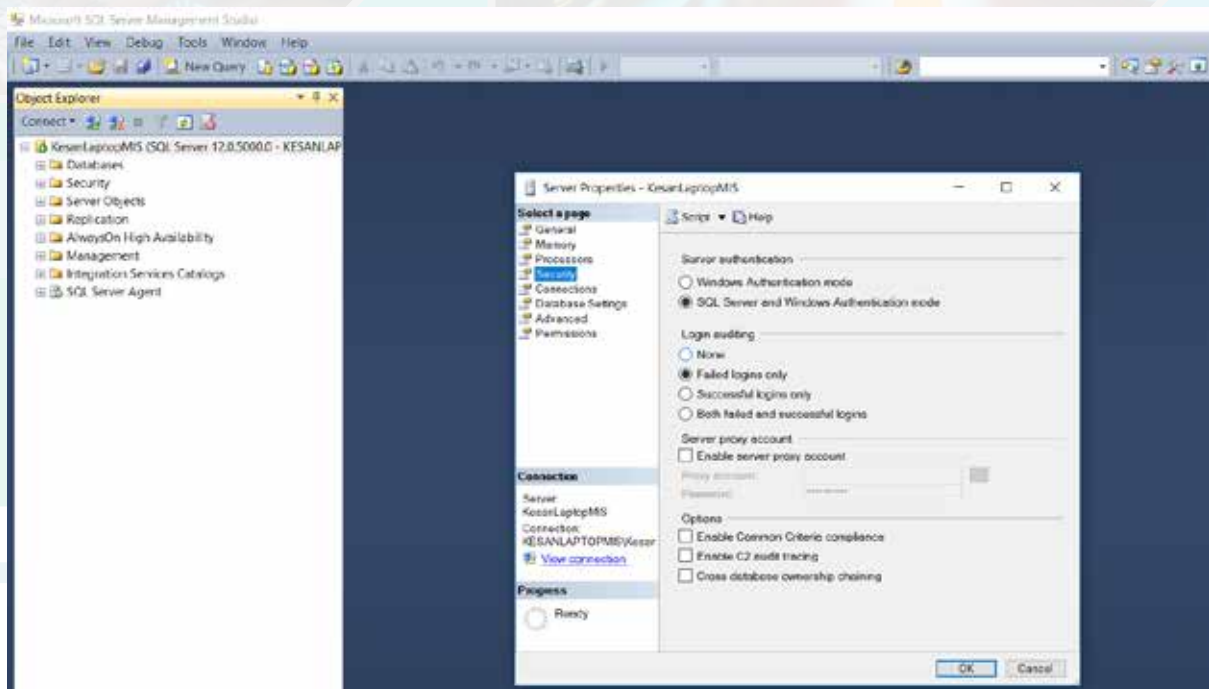 Microsoft SQL Server Management Studio
File Edit View Debug Tools Window Help
New Query
Object Explorer
Connect
KesanLaptopMIS (SQL Server 12.0.5000.0 - KESANLAP
Databases
Security
Server Objects
Replication
AlwaysOn High Availability
Management
Integration Services Catalogs
SQL Server Agent
Server Properties - KesanLaptopMIS
Select a page
General
Memory
Processors
Security
Connections
Database Settings
Advanced
Permissions
Connection
Server:
KesanLaptopMIS
Connection:
KESANLAPTOPMIS\Kesan
View connection
Progress
Ready
Script Help
Server authentication
Windows Authentication mode
SQL Server and Windows Authentication mode
Login auditing
None
Failed logins only
Successful logins only
Both failed and successful logins
Server proxy account
Enable server proxy account
Proxy account:
Password:
Options
Enable Common Criteria compliance
Enable C2 audit tracing
Cross database ownership chaining
OK Cancel